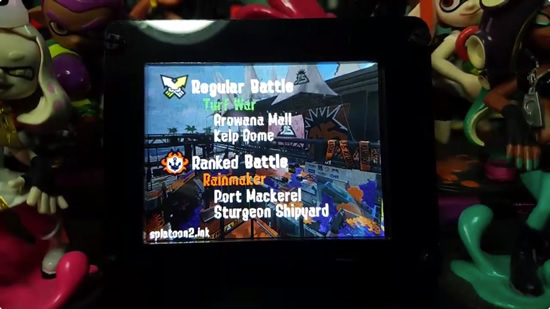 Regular Battle
Turf War
Arowana Mall
Kelp Dome
Ranked Battle
Rainmaker
Port Mackerel
Sturgeon Shipyard
splatoon2.ink